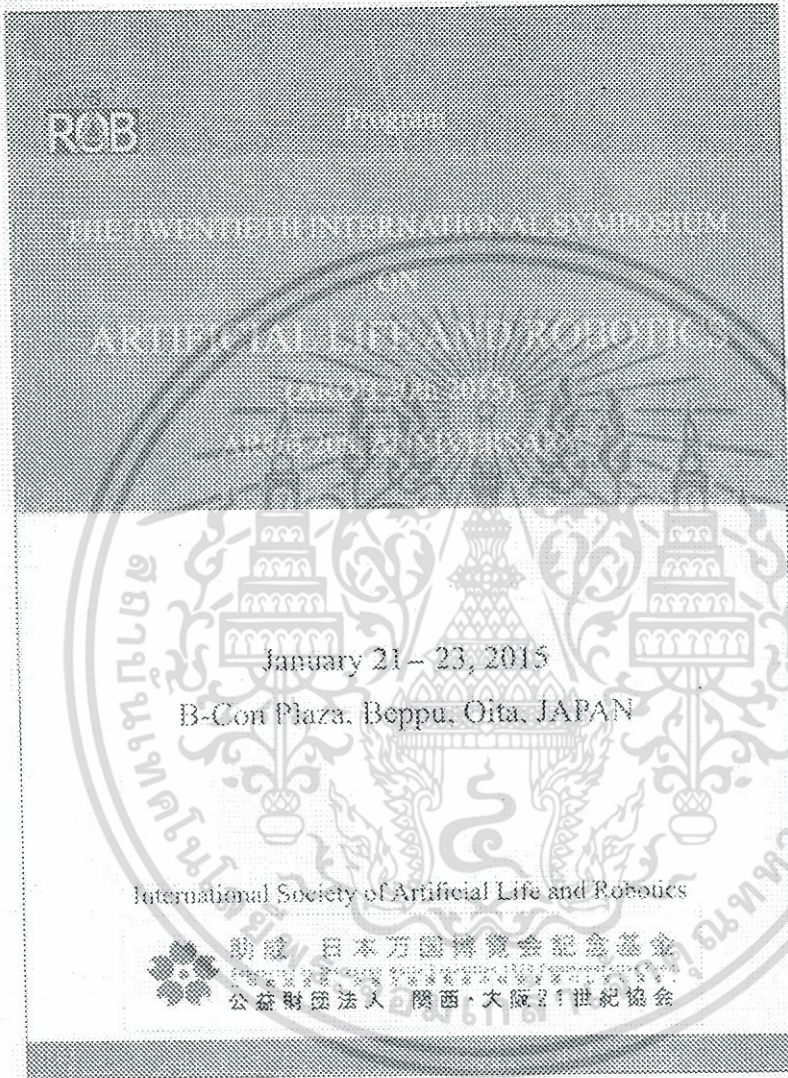 ROB
Program
THE TWENTIETH INTERNATIONAL SYMPOSIUM
ON
ARTIFICIAL LIFE AND ROBOTICS
(AROB 20th 2015)
AROB 20th ANNIVERSARY
January 21 – 23, 2015
B-Con Plaza, Beppu, Oita, JAPAN
International Society of Artificial Life and Robotics
助成 日本万国博覧会記念基金
公益財団法人 関西・大阪21世紀協会